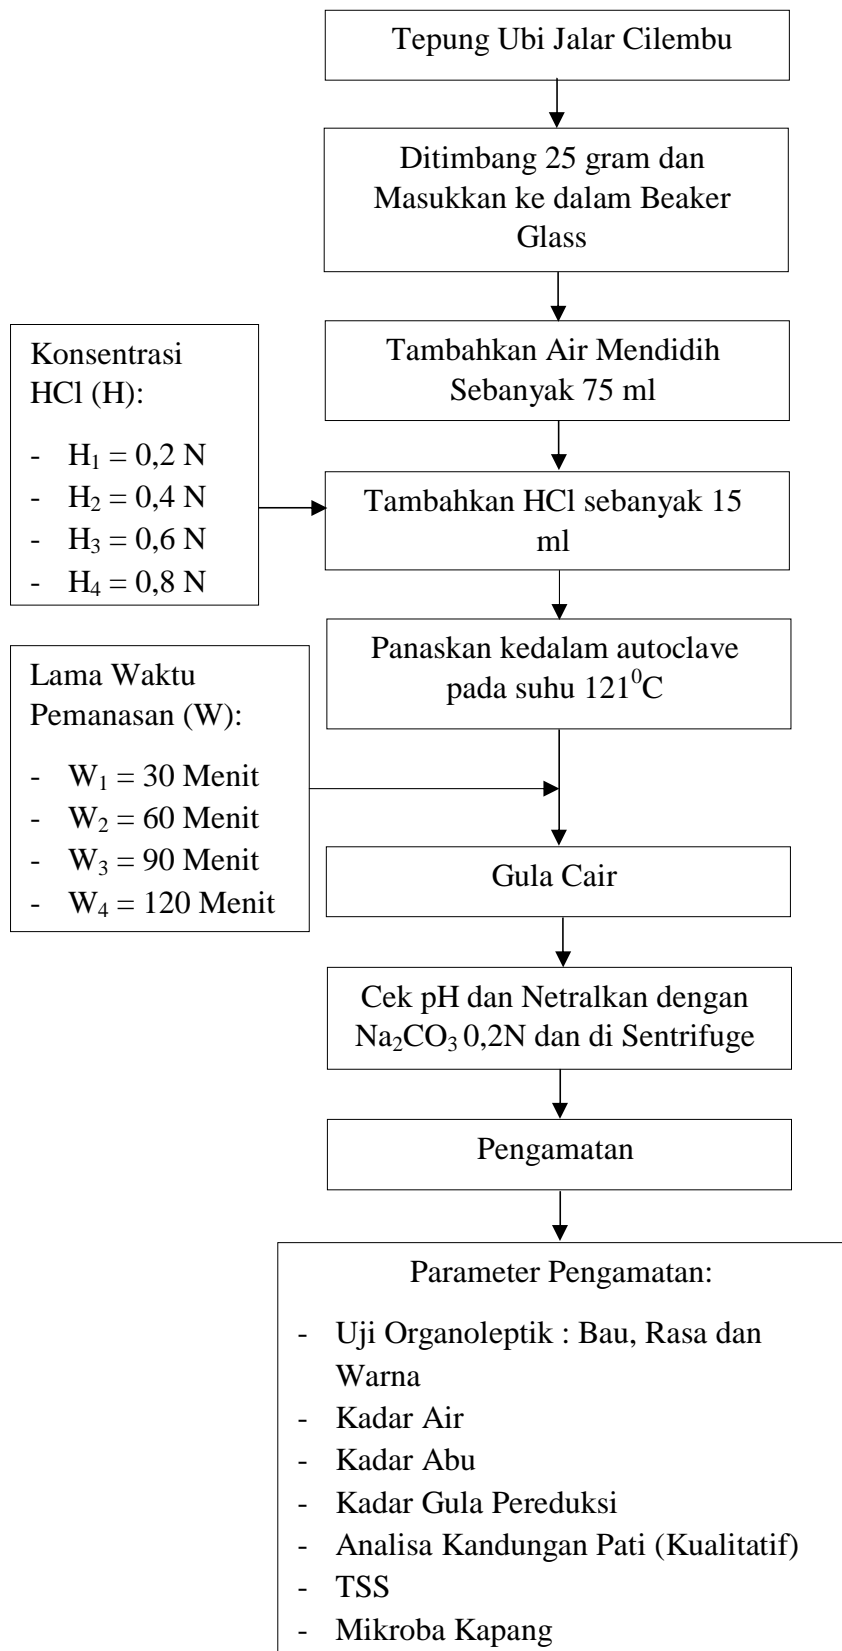 Tepung Ubi Jalar Cilembu
Ditimbang 25 gram dan
Masukkan ke dalam Beaker
Glass
Tambahkan Air Mendidih
Sebanyak 75 ml
Konsentrasi
HCl (H):
- H₁ = 0,2 N
- H₂ = 0,4 N
- H₃ = 0,6 N
- H₄ = 0,8 N
Tambahkan HCl sebanyak 15
ml
Panaskan kedalam autoclave
pada suhu 121⁰C
Lama Waktu
Pemanasan (W):
- W₁ = 30 Menit
- W₂ = 60 Menit
- W₃ = 90 Menit
- W₄ = 120 Menit
Gula Cair
Cek pH dan Netralkan dengan
Na₂CO₃ 0,2N dan di Sentrifuge
Pengamatan
Parameter Pengamatan:
- Uji Organoleptik : Bau, Rasa dan
Warna
- Kadar Air
- Kadar Abu
- Kadar Gula Pereduksi
- Analisa Kandungan Pati (Kualitatif)
- TSS
- Mikroba Kapang